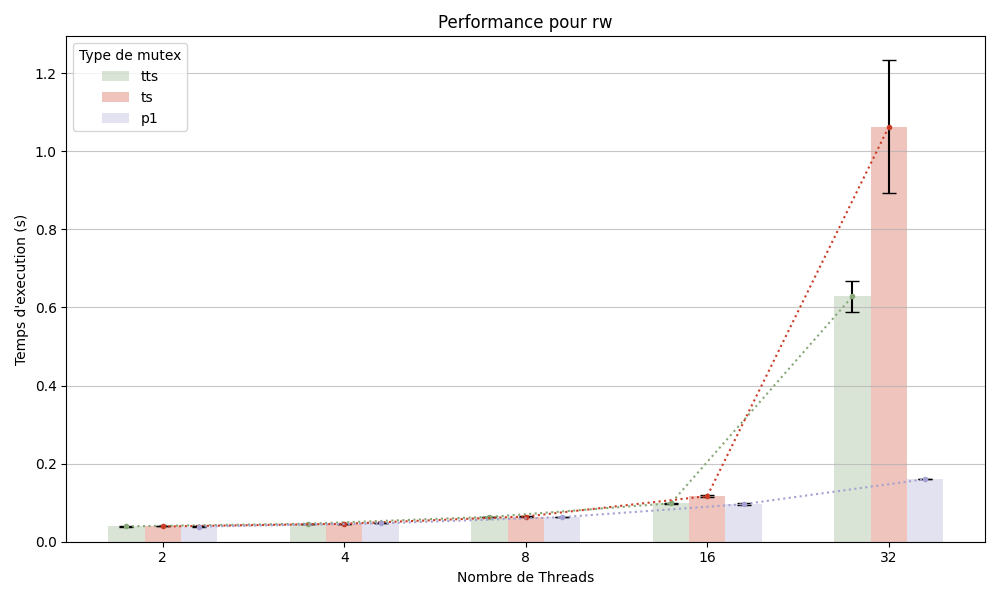 Performance pour rw
Type de mutex
tts
ts
p1
Temps d'execution (s)
1.2
1.0
0.8
0.6
0.4
0.2
0.0
2 4 8 16 32
Nombre de Threads